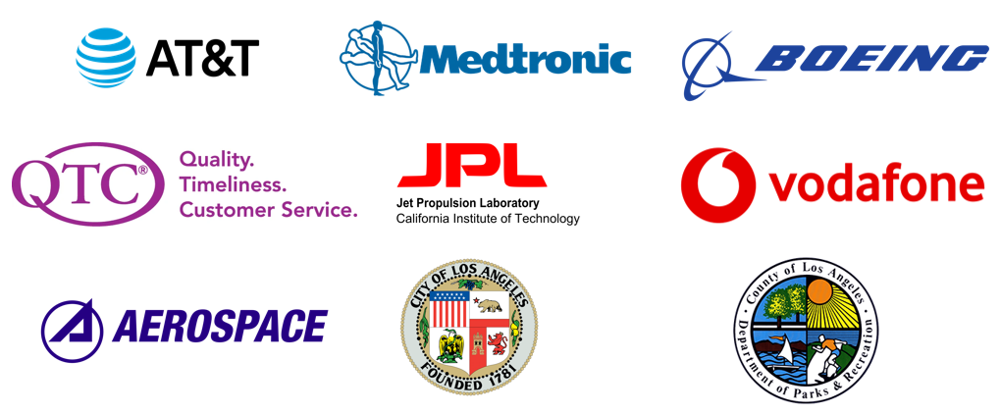 AT&T
Medtronic
BOEING
QTC®
Quality.
Timeliness.
Customer Service.
JPL
Jet Propulsion Laboratory
California Institute of Technology
vodafone
AEROSPACE
CITY OF LOS ANGELES
FOUNDED 1781
County of Los Angeles
Department of Parks & Recreation